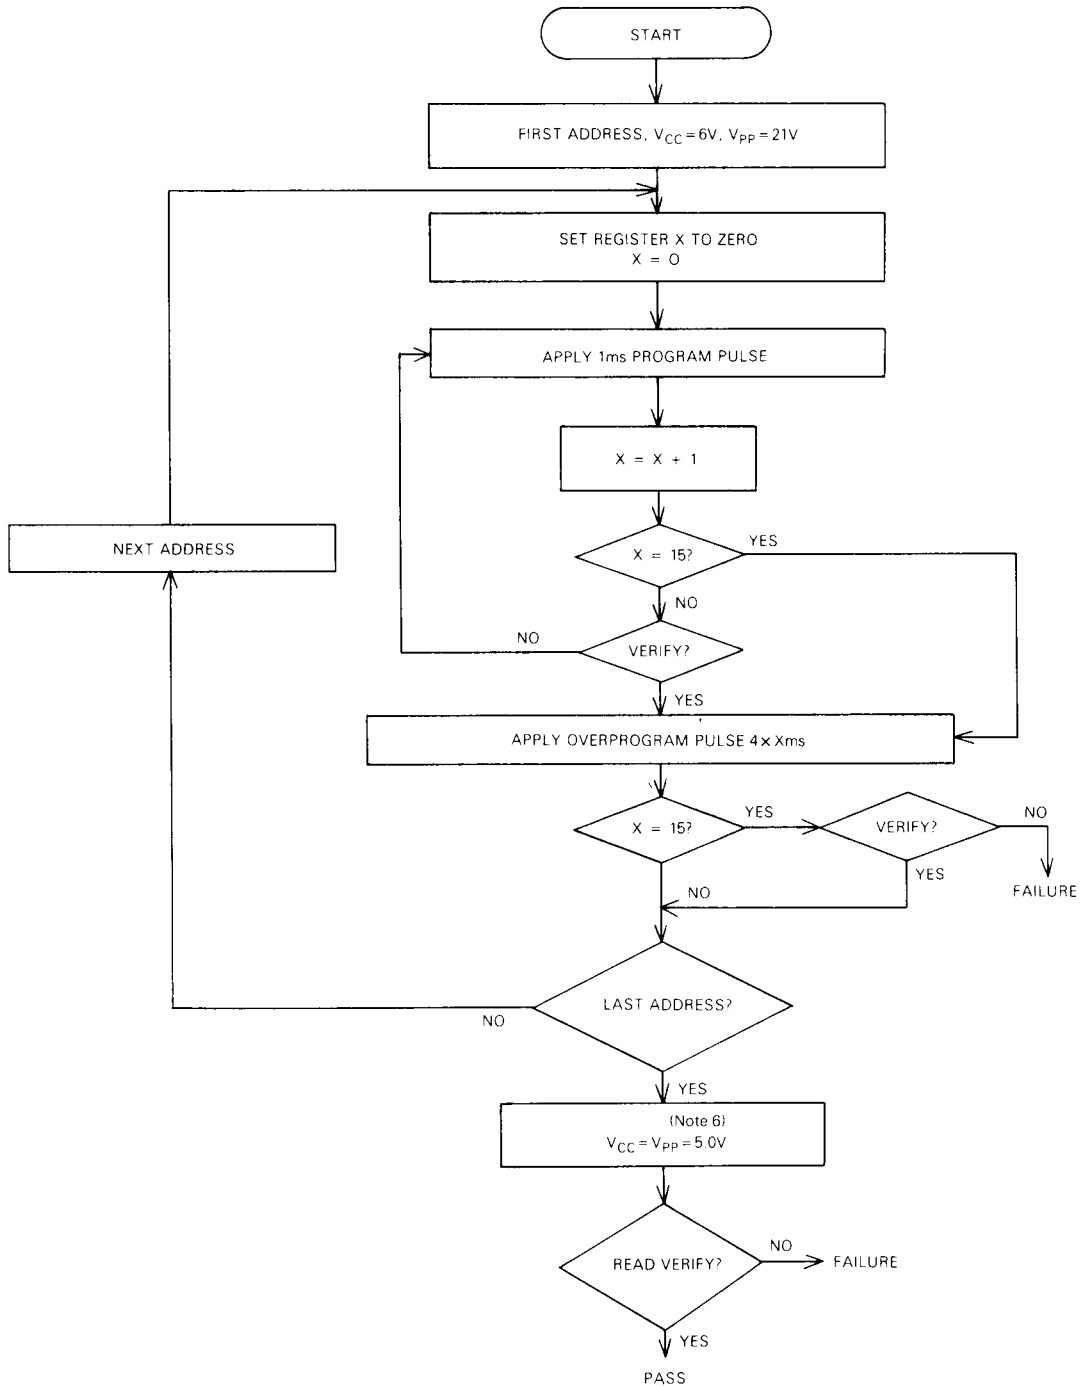 START
FIRST ADDRESS, VCC=6V, VPP=21V
SET REGISTER X TO ZERO
X = 0
APPLY 1ms PROGRAM PULSE
X = X + 1
X = 15?
YES
NO
NEXT ADDRESS
VERIFY?
NO
YES
APPLY OVERPROGRAM PULSE 4×Xms
X = 15?
YES
VERIFY?
NO
FAILURE
YES
NO
LAST ADDRESS?
NO
YES
(Note 6)
VCC=VPP=5.0V
READ VERIFY?
NO
FAILURE
YES
PASS